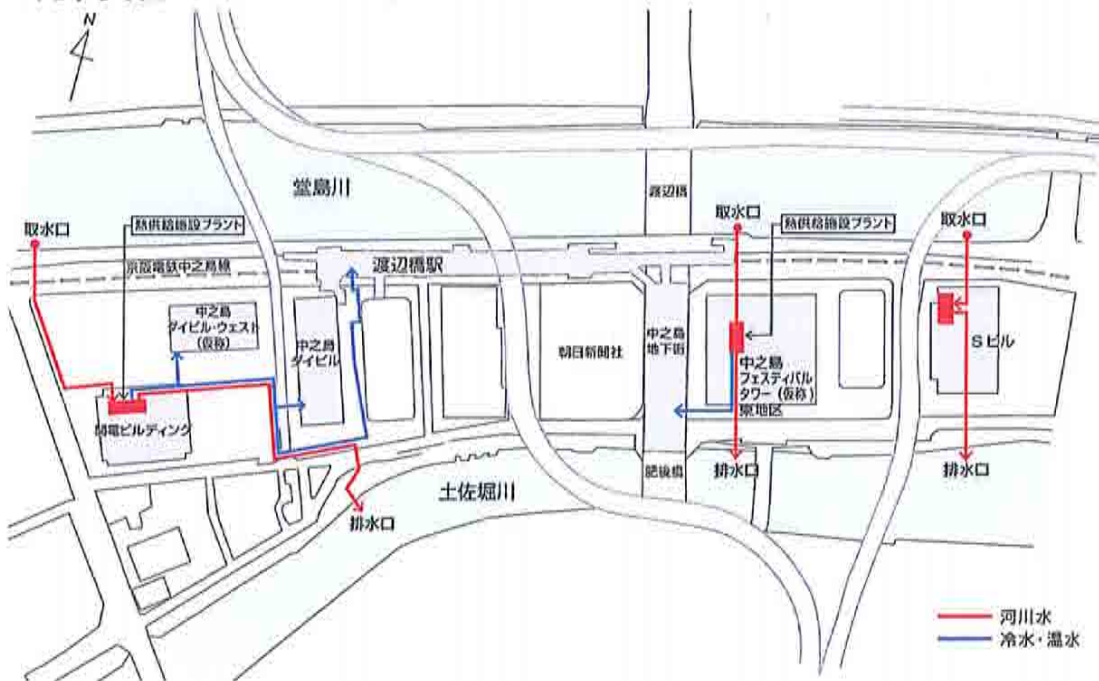 N
堂島川
渡辺橋
取水口
熱供給施設プラント
取水口
熱供給施設プラント
取水口
京阪電鉄中之島線
渡辺橋駅
中之島
ダイビル・ウェスト
(仮称)
中之島
ダイビル
朝日新聞社
中之島
地下街
中之島
フェスティバル
タワー(仮称)
東地区
Sビル
関電ビルディング
排水口
土佐堀川
肥後橋
排水口
排水口
河川水
冷水・温水